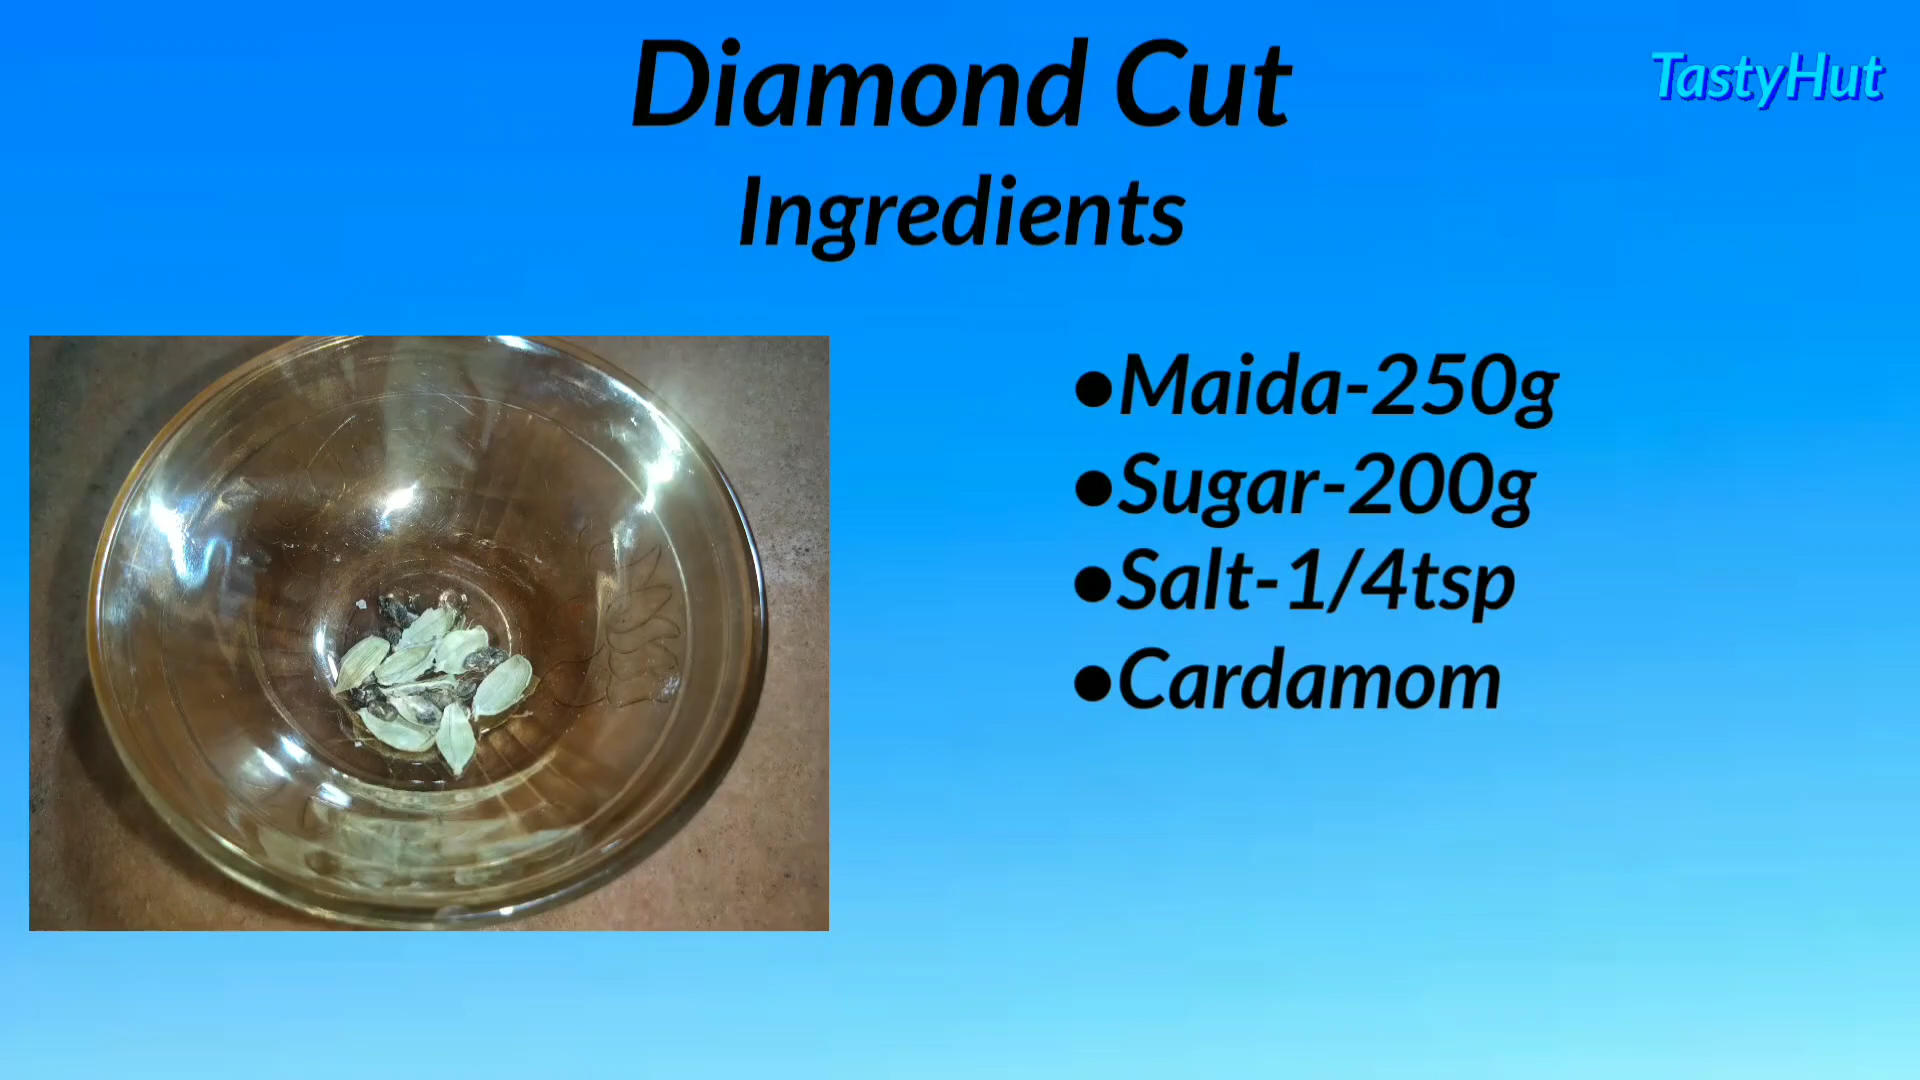 Diamond Cut
TastyHut
Ingredients
•Maida-250g
•Sugar-200g
•Salt-1/4tsp
•Cardamom